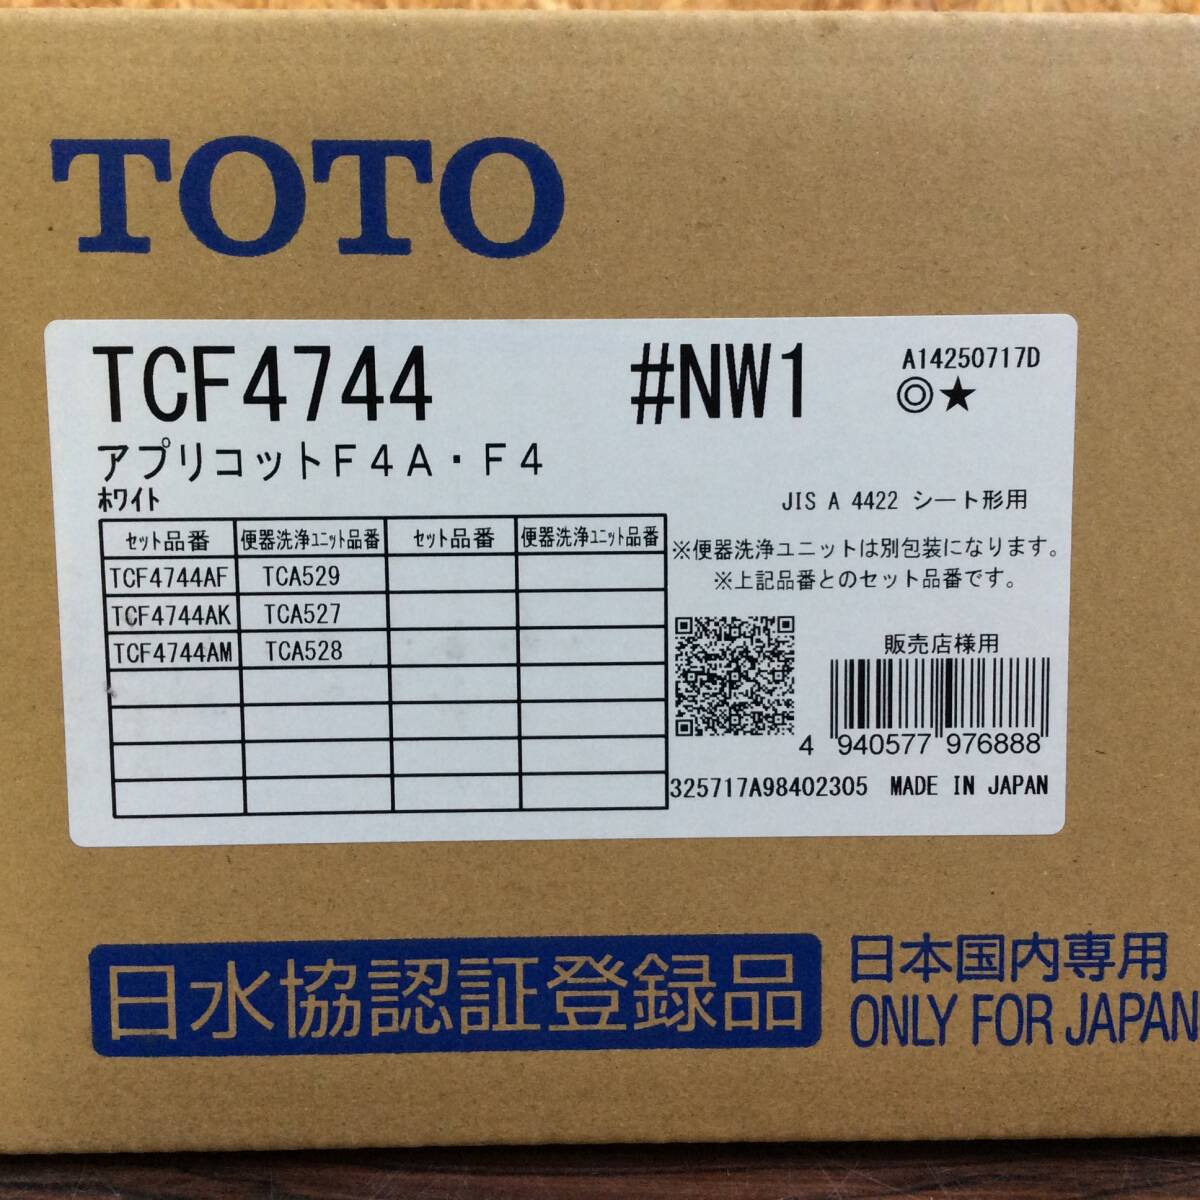 TOTO
TCF4744 #NW1 A14250717D
◎★
アプリコットF4A・F4
ホワイト
JIS A 4422 シート形用
セット品番 便器洗浄ユニット品番 セット品番 便器洗浄ユニット品番
TCF4744AF TCA529
TCF4744AK TCA527
TCF4744AM TCA528
※便器洗浄ユニットは別包装になります。
※上記品番とのセット品番です。
販売店様用
4 940577 976888
325717A98402305 MADE IN JAPAN
日水協認証登録品
日本国内専用
ONLY FOR JAPAN